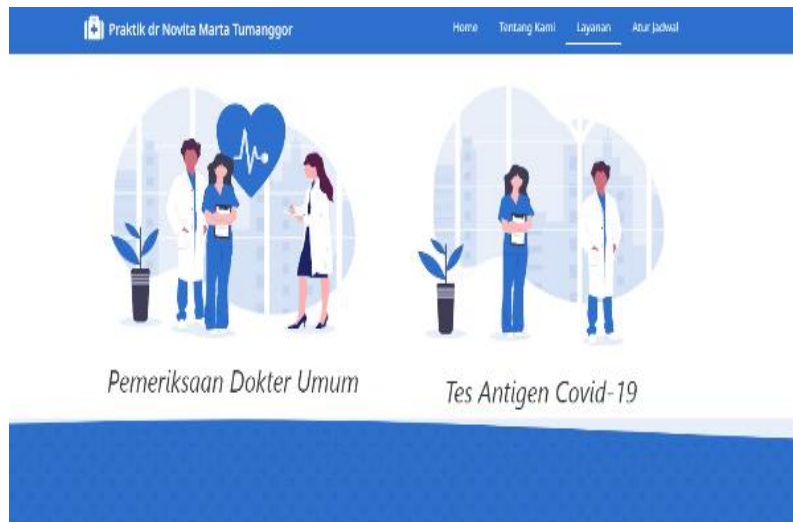 Praktik dr Novita Marta Tumanggor
Home Tentang Kami Layanan Atur Jadwal
Pemeriksaan Dokter Umum
Tes Antigen Covid-19